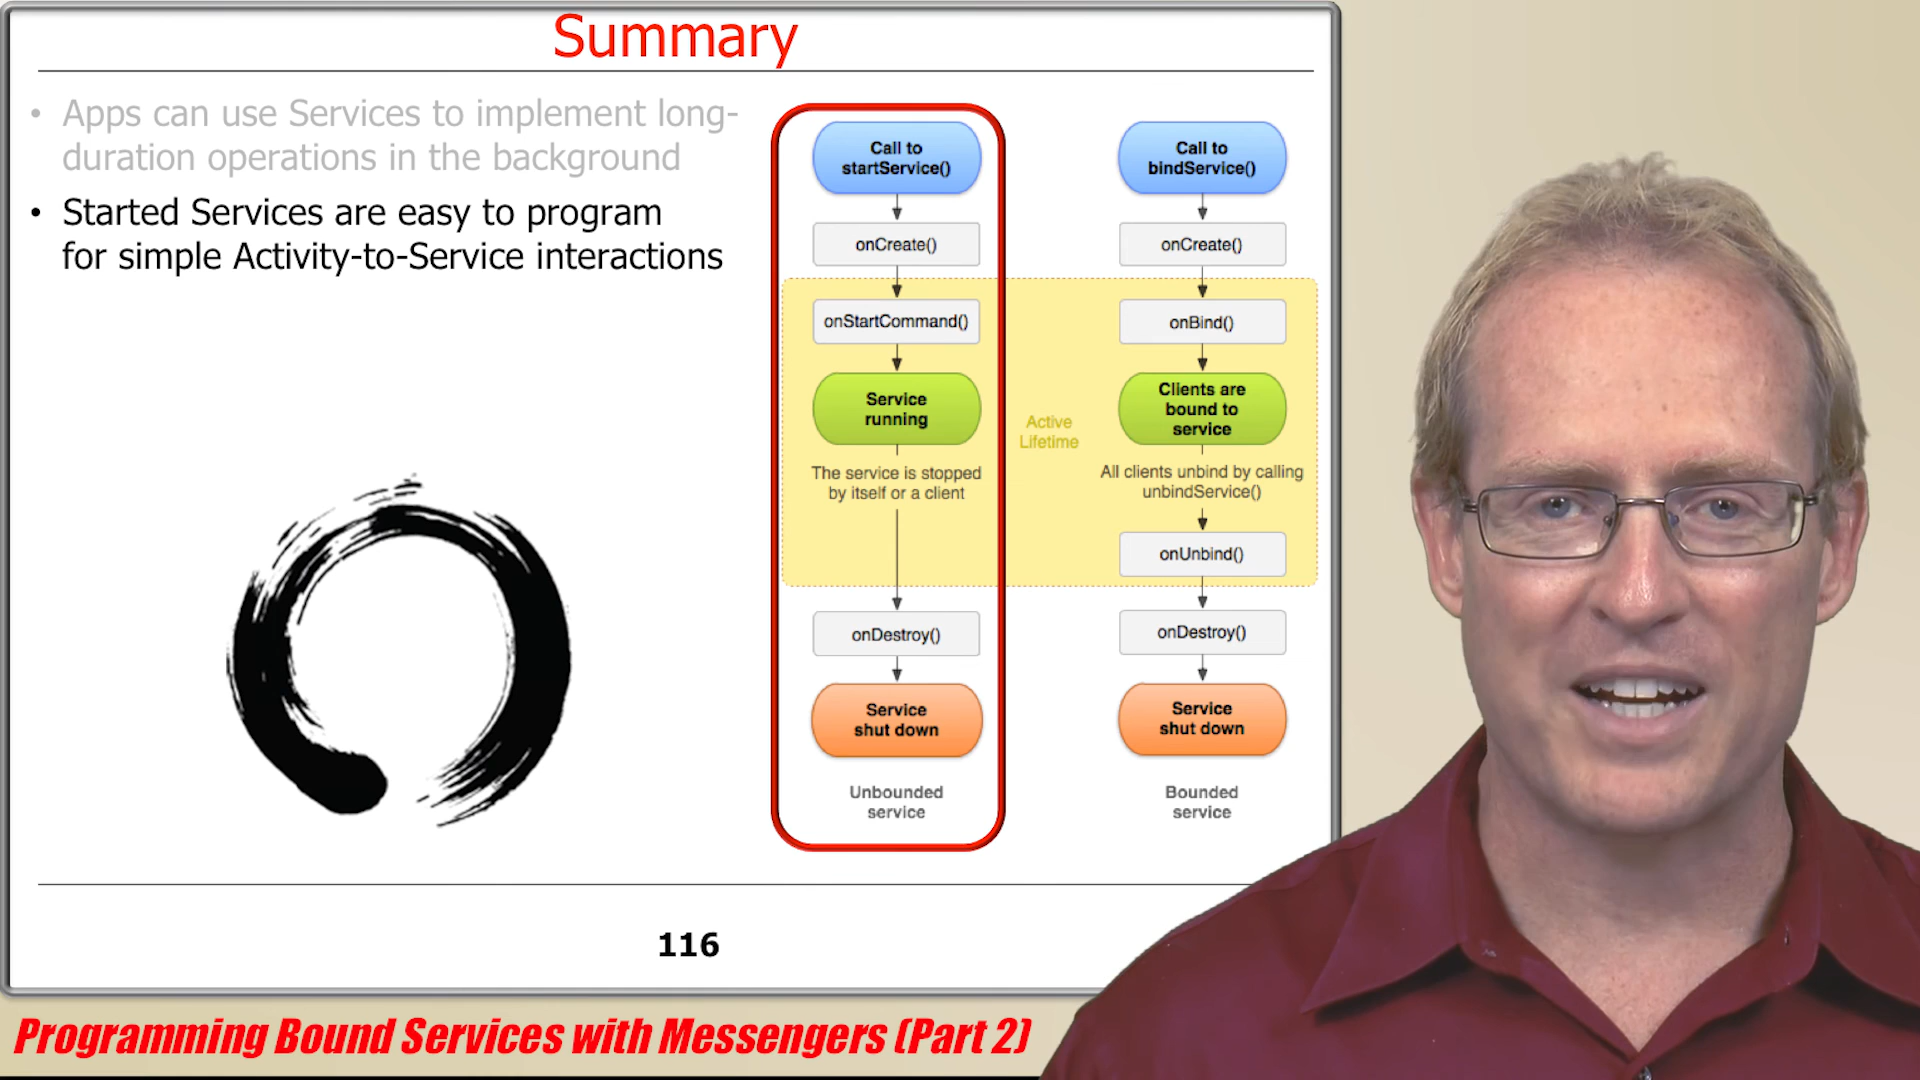 Summary
• Apps can use Services to implement long-
duration operations in the background
• Started Services are easy to program
for simple Activity-to-Service interactions
Call to
startService()
onCreate()
onStartCommand()
Service
running
The service is stopped
by itself or a client
onDestroy()
Service
shut down
Unbounded
service
Active
Lifetime
Call to
bindService()
onCreate()
onBind()
Clients are
bound to
service
All clients unbind by calling
unbindService()
onUnbind()
onDestroy()
Service
shut down
Bounded
service
116
Programming Bound Services with Messengers (Part 2)